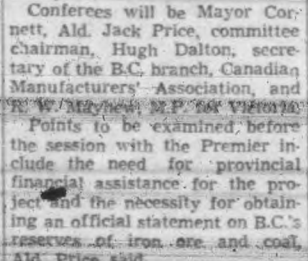 Conferees will be Mayor Cor-
nett, Ald. Jack Price, committee
chairman, Hugh Dalton, secre-
tary of the B.C. branch, Canadian
Manufacturers' Association, and
R. W. Mayhew, M.P. for Victoria.
Points to be examined before
the session with the Premier in-
clude the need for provincial
financial assistance for the pro-
ject and the necessity for obtain-
ing an official statement on B.C.'s
reserves of iron ore and coal,
Ald. Price said.